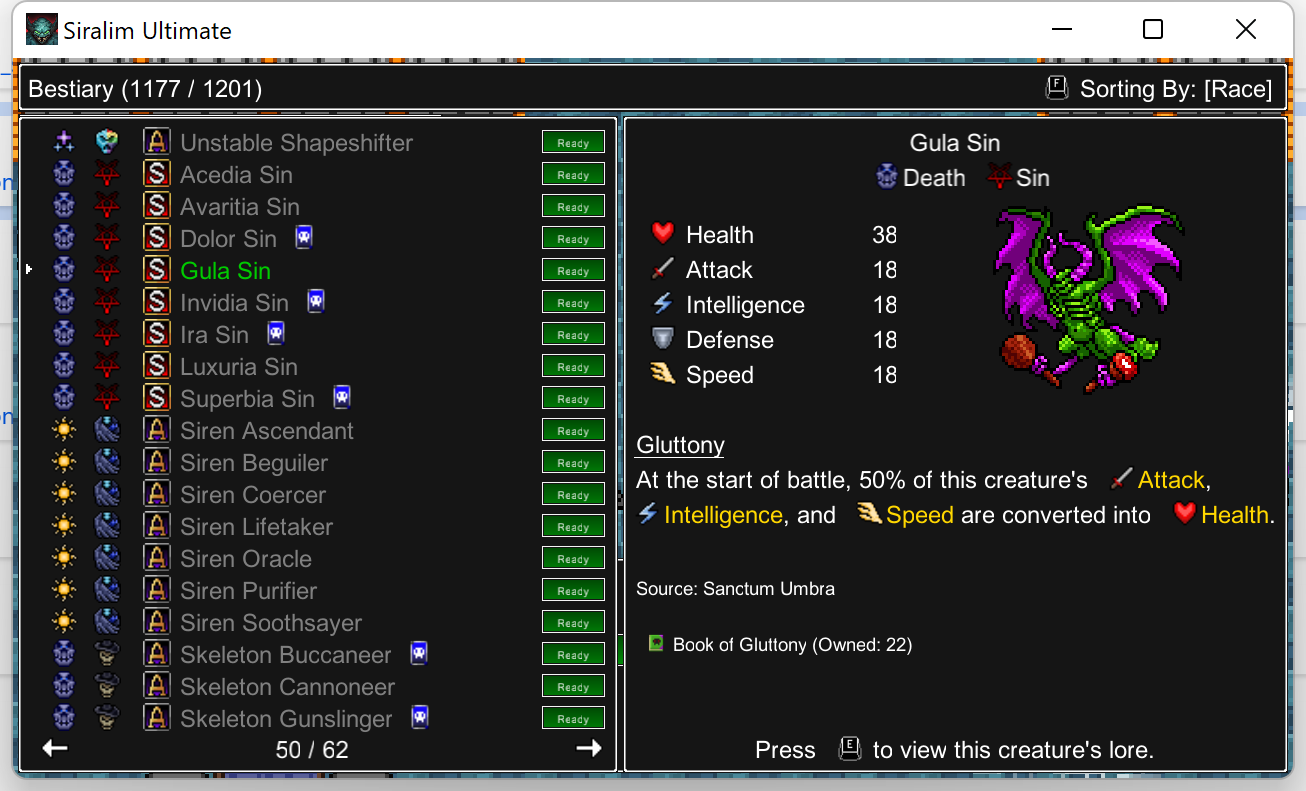 Siralim Ultimate
Bestiary (1177 / 1201)
F Sorting By: [Race]
A Unstable Shapeshifter Ready
S Acedia Sin Ready
S Avaritia Sin Ready
S Dolor Sin Ready
S Gula Sin Ready
S Invidia Sin Ready
S Ira Sin Ready
S Luxuria Sin Ready
S Superbia Sin Ready
A Siren Ascendant Ready
A Siren Beguiler Ready
A Siren Coercer Ready
A Siren Lifetaker Ready
A Siren Oracle Ready
A Siren Purifier Ready
A Siren Soothsayer Ready
A Skeleton Buccaneer Ready
A Skeleton Cannoneer Ready
A Skeleton Gunslinger Ready
50 / 62
Gula Sin
Death Sin
Health 38
Attack 18
Intelligence 18
Defense 18
Speed 18
Gluttony
At the start of battle, 50% of this creature's Attack,
Intelligence, and Speed are converted into Health.
Source: Sanctum Umbra
Book of Gluttony (Owned: 22)
Press E to view this creature's lore.